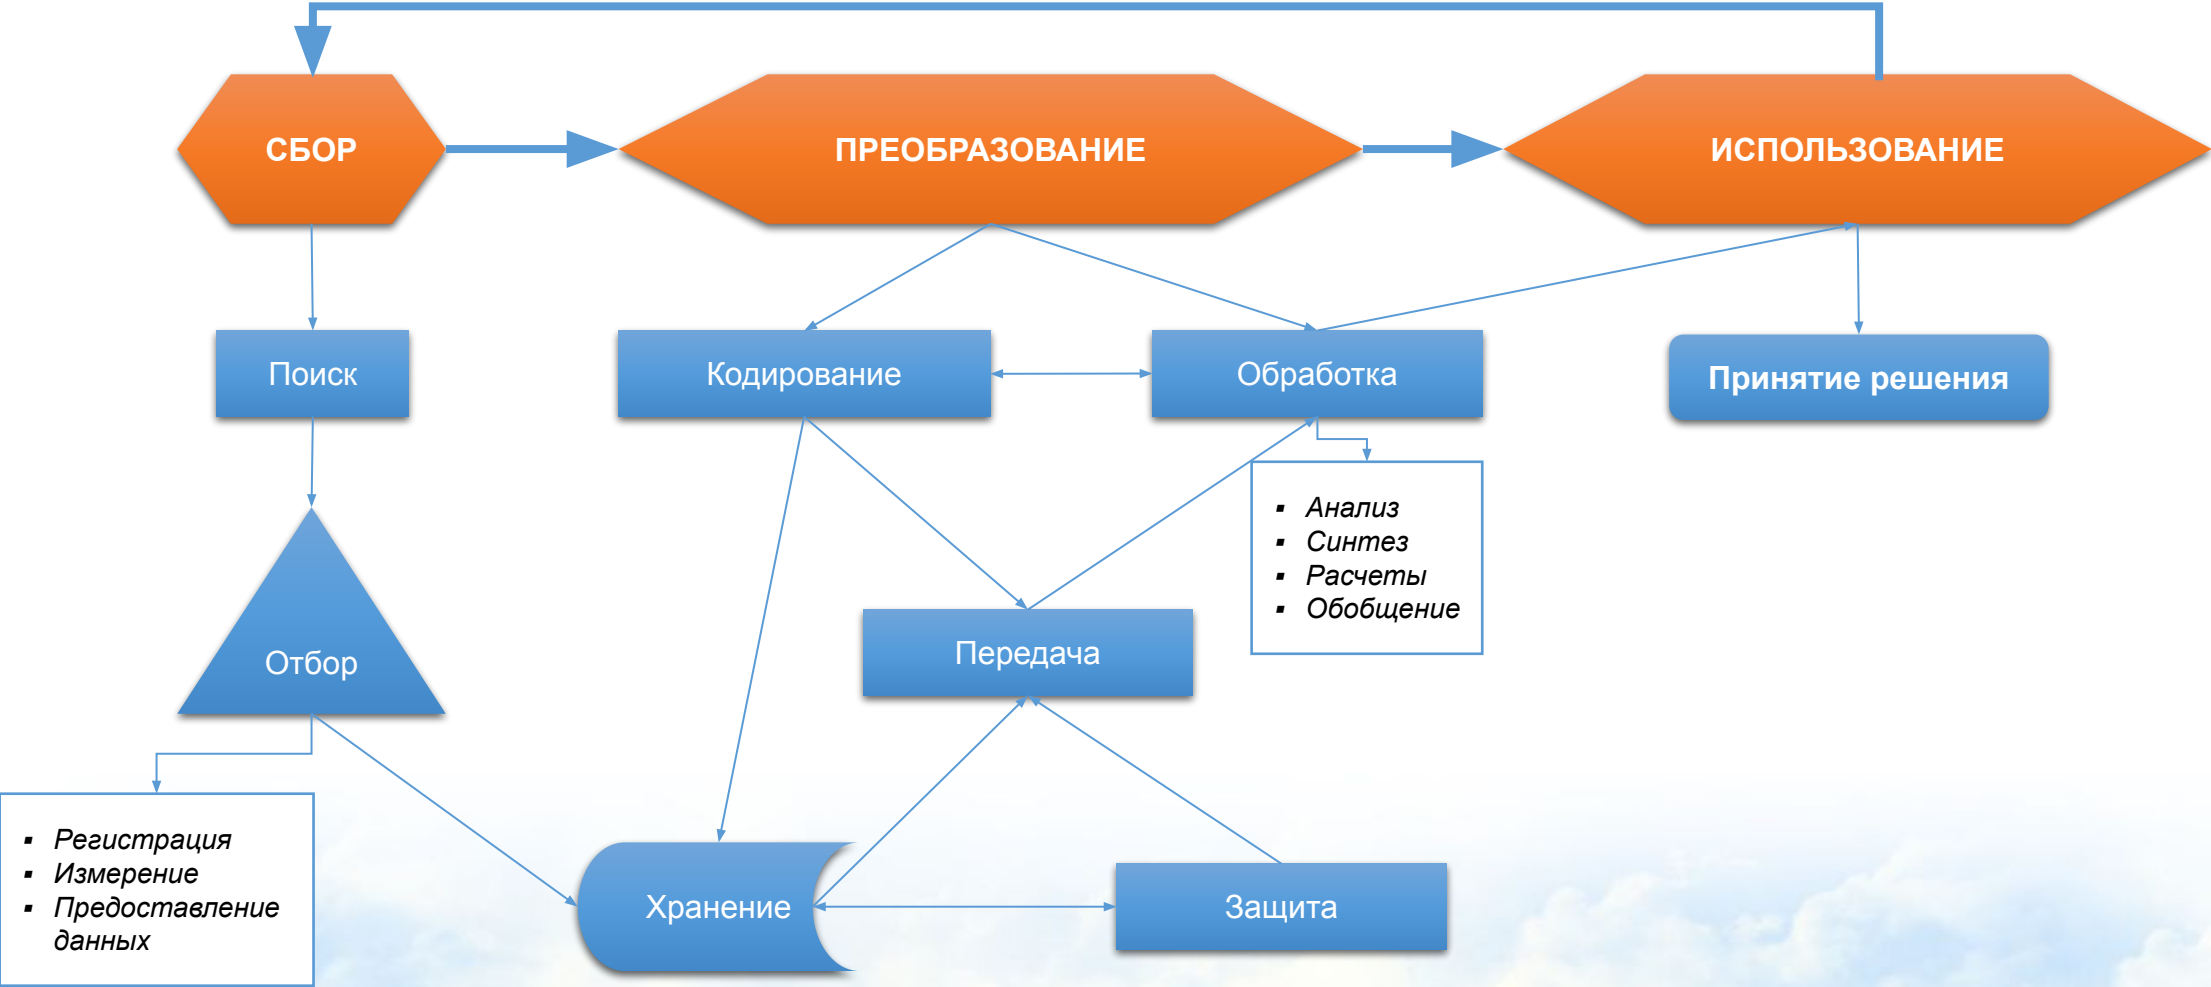 СБОР
ПРЕОБРАЗОВАНИЕ
ИСПОЛЬЗОВАНИЕ
Поиск
Кодирование
Обработка
Принятие решения
▪ Анализ
▪ Синтез
▪ Расчеты
▪ Обобщение
Отбор
Передача
▪ Регистрация
▪ Измерение
▪ Предоставление
данных
Хранение
Защита